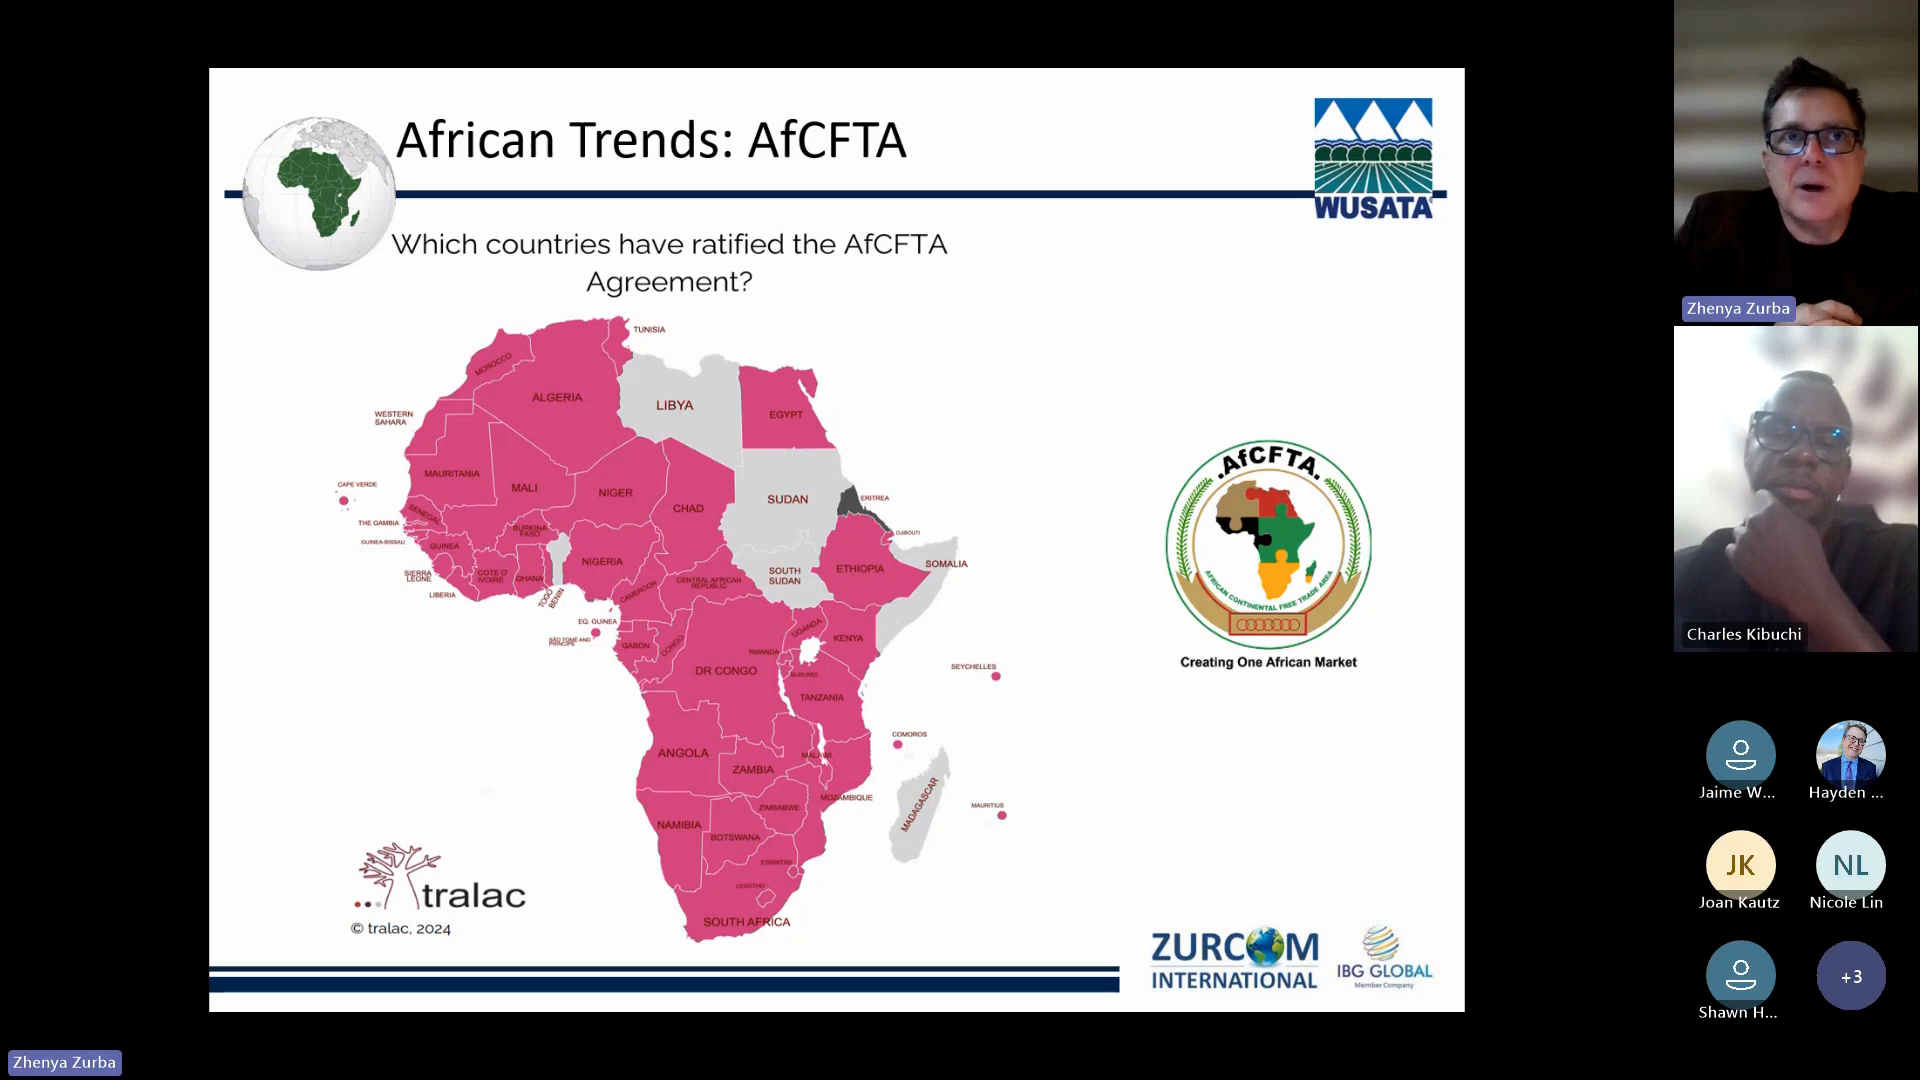 African Trends: AfCFTA
WUSATA
Which countries have ratified the AfCFTA
Agreement?
TUNISIA
MOROCCO
ALGERIA
LIBYA
EGYPT
WESTERN
SAHARA
MAURITANIA
MALI
NIGER
CHAD
SUDAN
ERITREA
CAPE VERDE
SENEGAL
THE GAMBIA
GUINEA-BISSAU
GUINEA
BURKINA
FASO
NIGERIA
DJIBOUTI
SIERRA
LEONE
COTE D'
IVOIRE
GHANA
LIBERIA
TOGO
BENIN
CAMEROON
CENTRAL AFRICAN
REPUBLIC
SOUTH
SUDAN
ETHIOPIA
SOMALIA
EQ. GUINEA
SÃO TOMÉ AND
PRINCIPE
GABON
CONGO
DR CONGO
UGANDA
KENYA
RWANDA
BURUNDI
TANZANIA
SEYCHELLES
COMOROS
ANGOLA
ZAMBIA
MALAWI
MOZAMBIQUE
MADAGASCAR
MAURITIUS
ZIMBABWE
NAMIBIA
BOTSWANA
ESWATINI
LESOTHO
SOUTH AFRICA
.AfCFTA.
AFRICAN CONTINENTAL FREE TRADE AREA
Creating One African Market
tralac
© tralac, 2024
ZURCOM
INTERNATIONAL
IBG GLOBAL
Member Company
Zhenya Zurba
Charles Kibuchi
Jaime W...
Hayden ...
JK
Joan Kautz
NL
Nicole Lin
Shawn H...
+3
Zhenya Zurba